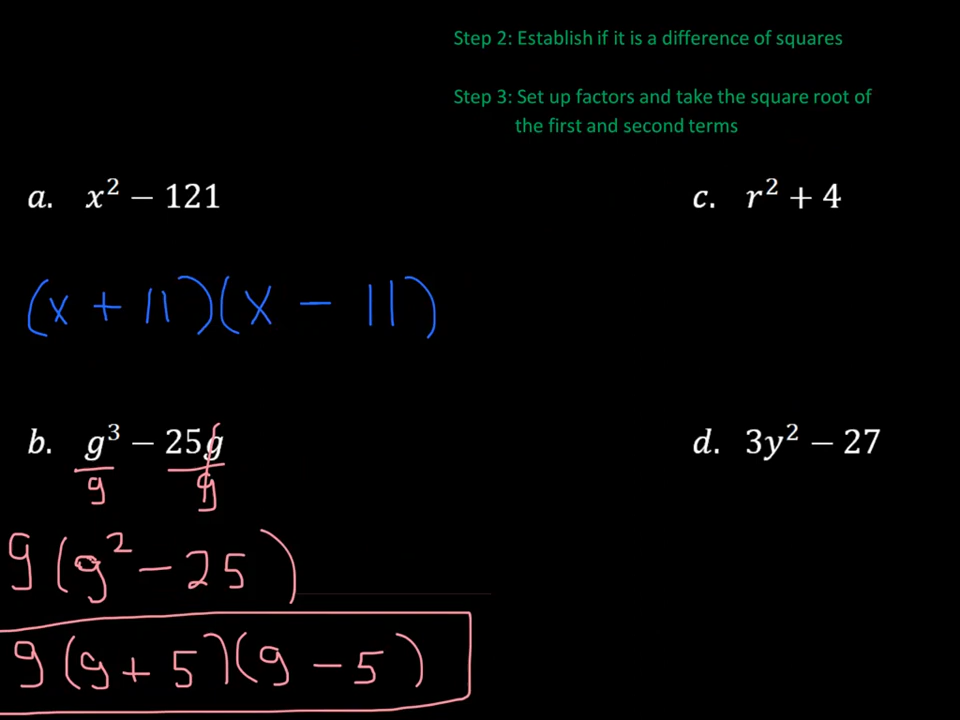 Step 2: Establish if it is a difference of squares
Step 3: Set up factors and take the square root of
the first and second terms
a. x² − 121
c. r² + 4
(x + 11)(x − 11)
b. g³ − 25g
g g
d. 3y² − 27
g(g² − 25)
g(g + 5)(g − 5)